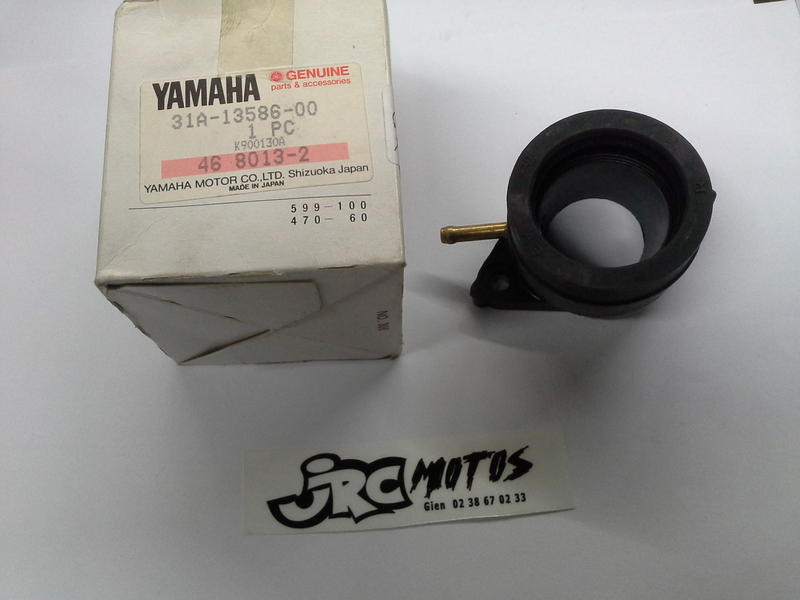 YAMAHA
GENUINE
parts & accessories
31A-13586-00
1 PC
K900130A
46 8013-2
YAMAHA MOTOR CO.,LTD. Shizuoka Japan
MADE IN JAPAN
599-100
470- 60
JRC MOTOS
Gien 02 38 67 02 33